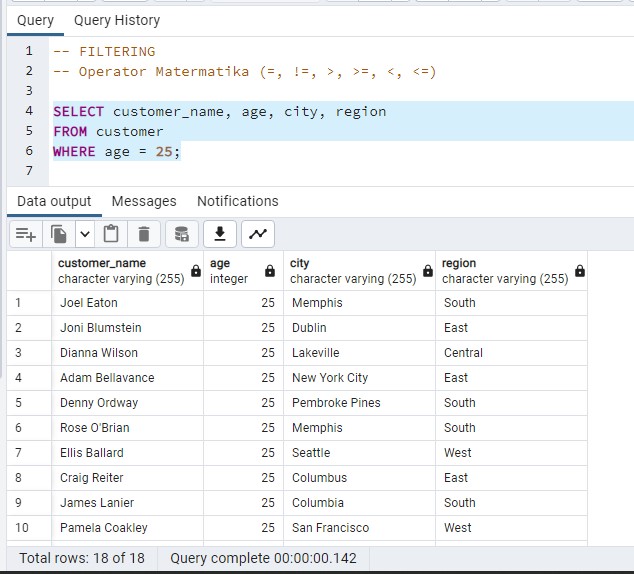 Query Query History
1 -- FILTERING
2 -- Operator Matermatika (=, !=, >, >=, <, <=)
3
4 SELECT customer_name, age, city, region
5 FROM customer
6 WHERE age = 25;
7
Data output Messages Notifications
customer_name age city region
character varying (255) integer character varying (255) character varying (255)
1 Joel Eaton 25 Memphis South
2 Joni Blumstein 25 Dublin East
3 Dianna Wilson 25 Lakeville Central
4 Adam Bellavance 25 New York City East
5 Denny Ordway 25 Pembroke Pines South
6 Rose O'Brian 25 Memphis South
7 Ellis Ballard 25 Seattle West
8 Craig Reiter 25 Columbus East
9 James Lanier 25 Columbia South
10 Pamela Coakley 25 San Francisco West
Total rows: 18 of 18 Query complete 00:00:00.142